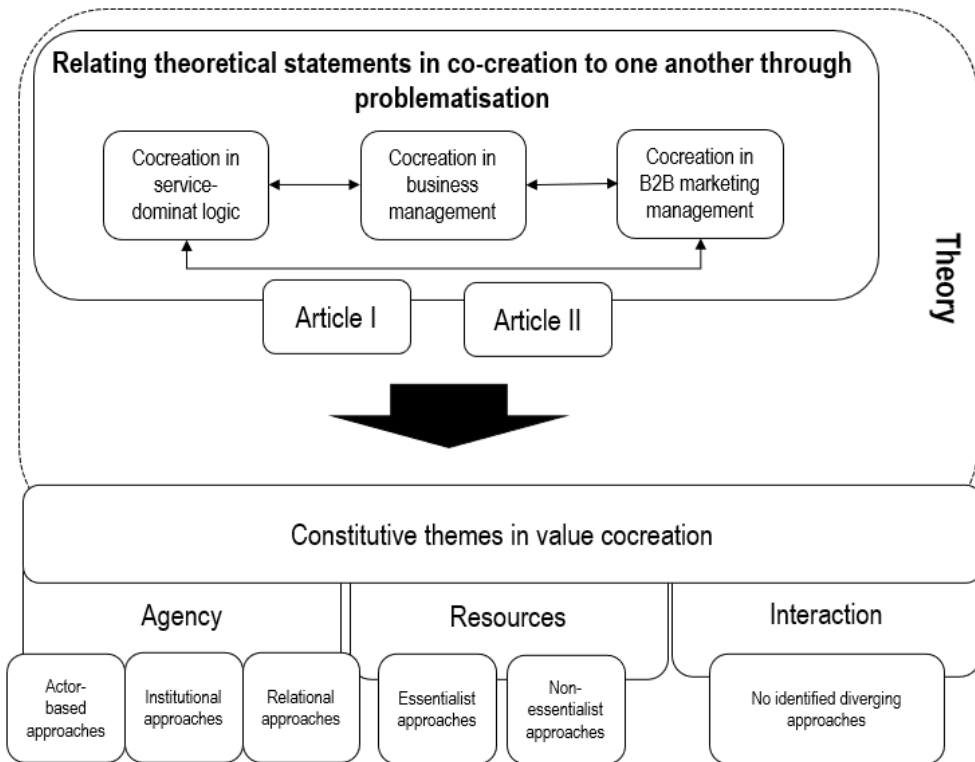 Relating theoretical statements in co-creation to one another through
problematisation
Cocreation in
service-
dominat logic
Cocreation in
business
management
Cocreation in
B2B marketing
management
Theory
Article I
Article II
Constitutive themes in value cocreation
Agency
Resources
Interaction
Actor-
based
approaches
Institutional
approaches
Relational
approaches
Essentialist
approaches
Non-
essentialist
approaches
No identified diverging
approaches